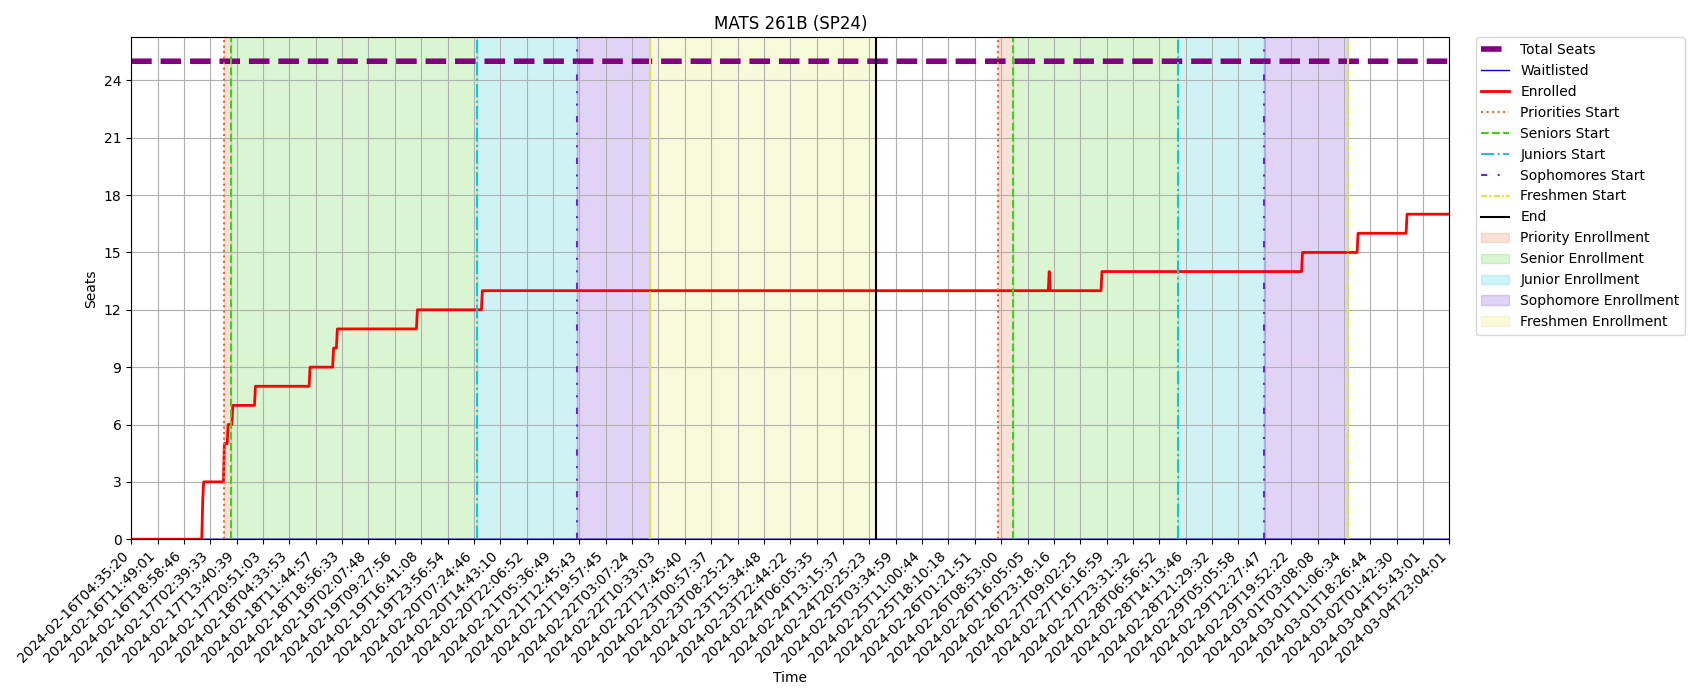 MATS 261B (SP24)
Seats
24
21
18
15
12
9
6
3
0
2024-02-16T04:35:20
2024-02-16T11:49:01
2024-02-16T18:58:46
2024-02-17T02:39:33
2024-02-17T13:40:39
2024-02-17T20:51:03
2024-02-18T04:33:53
2024-02-18T11:44:57
2024-02-18T18:56:33
2024-02-19T02:07:48
2024-02-19T09:27:56
2024-02-19T16:41:08
2024-02-19T23:56:54
2024-02-20T07:24:46
2024-02-20T14:43:10
2024-02-20T22:06:52
2024-02-21T05:36:49
2024-02-21T12:45:43
2024-02-21T19:57:45
2024-02-22T03:07:24
2024-02-22T10:33:03
2024-02-22T17:45:40
2024-02-23T00:57:37
2024-02-23T08:25:21
2024-02-23T15:34:48
2024-02-23T22:44:22
2024-02-24T06:05:35
2024-02-24T13:15:37
2024-02-24T20:25:23
2024-02-25T03:34:59
2024-02-25T11:00:44
2024-02-25T18:10:18
2024-02-26T01:21:51
2024-02-26T08:53:00
2024-02-26T16:05:05
2024-02-26T23:18:16
2024-02-27T09:02:25
2024-02-27T16:16:59
2024-02-27T23:31:32
2024-02-28T06:56:52
2024-02-28T14:13:46
2024-02-28T21:29:32
2024-02-29T05:05:58
2024-02-29T12:27:47
2024-02-29T19:52:22
2024-03-01T03:08:08
2024-03-01T11:06:34
2024-03-01T18:26:44
2024-03-02T01:42:30
2024-03-04T15:43:01
2024-03-04T23:04:01
Time
Total Seats
Waitlisted
Enrolled
Priorities Start
Seniors Start
Juniors Start
Sophomores Start
Freshmen Start
End
Priority Enrollment
Senior Enrollment
Junior Enrollment
Sophomore Enrollment
Freshmen Enrollment